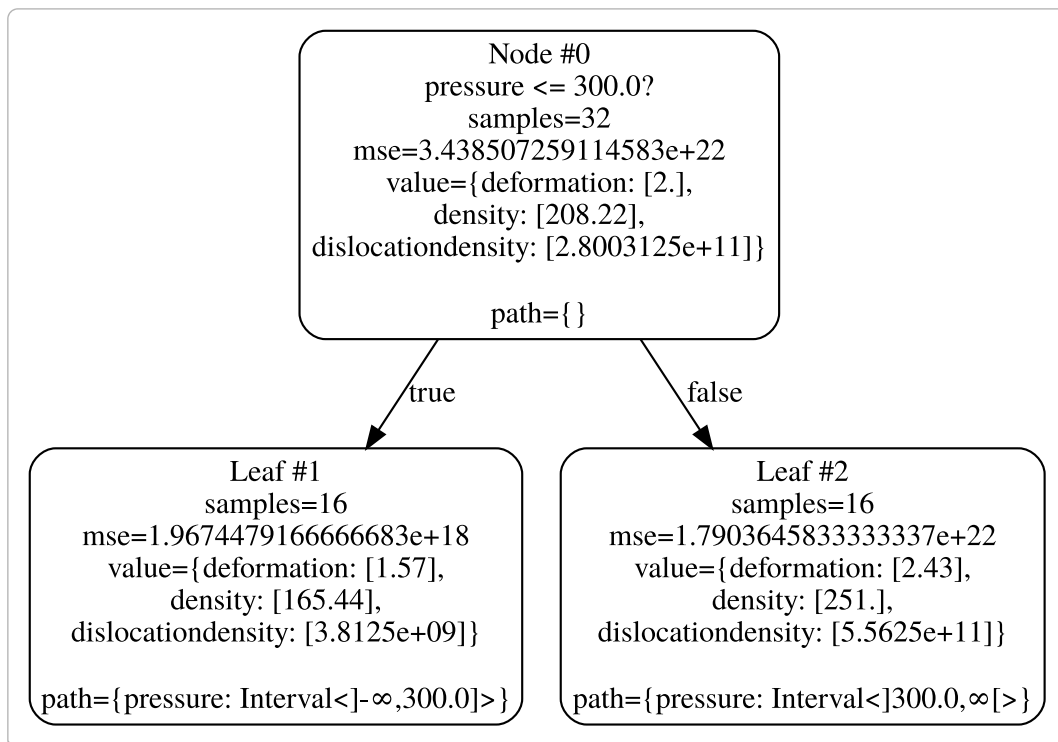 Node #0
pressure <= 300.0?
samples=32
mse=3.438507259114583e+22
value={deformation: [2.],
density: [208.22],
dislocationdensity: [2.8003125e+11]}
path={}
true
false
Leaf #1
samples=16
mse=1.9674479166666683e+18
value={deformation: [1.57],
density: [165.44],
dislocationdensity: [3.8125e+09]}
path={pressure: Interval<]-∞,300.0]>}
Leaf #2
samples=16
mse=1.7903645833333337e+22
value={deformation: [2.43],
density: [251.],
dislocationdensity: [5.5625e+11]}
path={pressure: Interval<]300.0,∞[>}